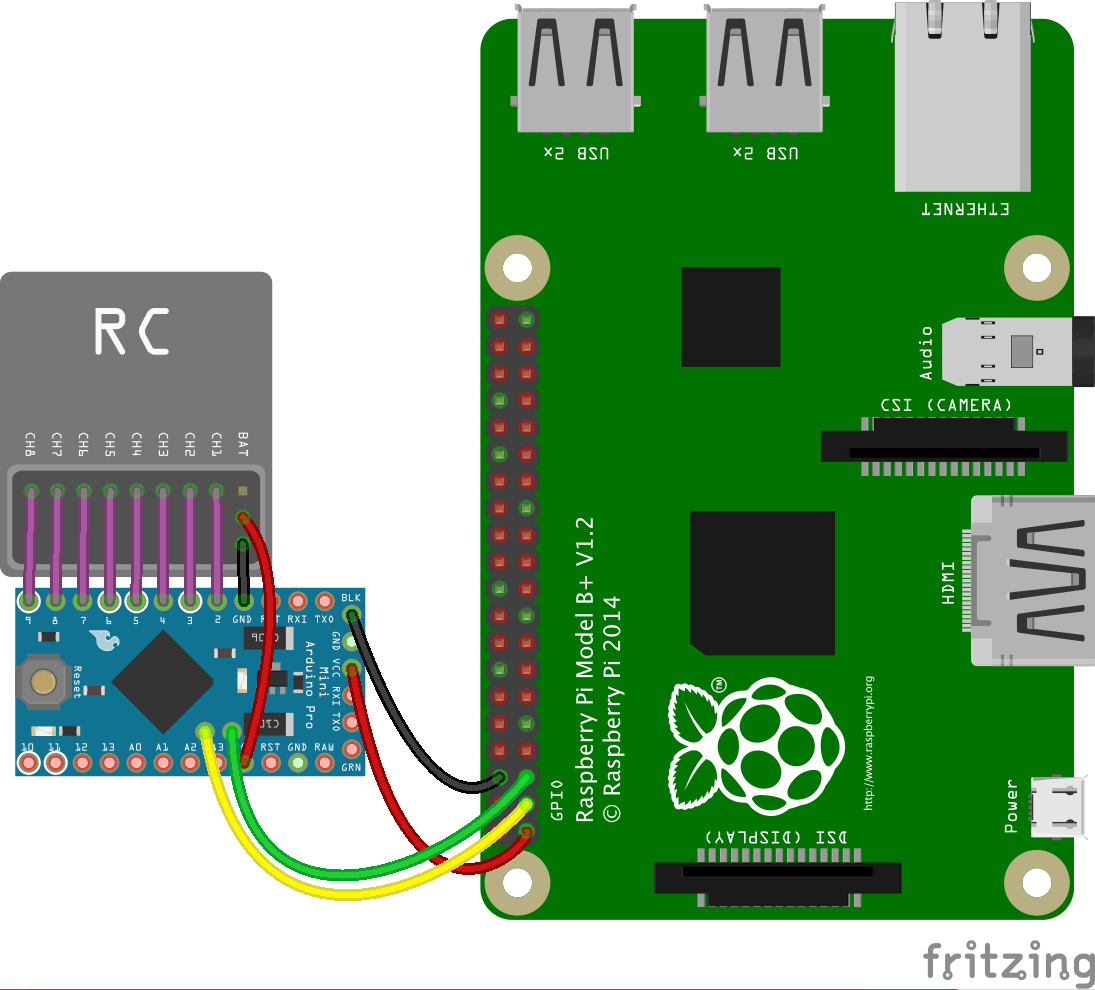 USB 2x
USB 2x
ETHERNET
RC
Audio
CSI (CAMERA)
CH8
CH7
CH6
CH5
CH4
CH3
CH2
CH1
BAT
HDMI
Raspberry Pi Model B+ V1.2
© Raspberry Pi 2014
TM
http://www.raspberrypi.org
GPIO
Power
DSI (DISPLAY)
BLK
9 8 7 6 5 4 3 2 GND RST RXI TXO
GND
VCC
RXI
TXO
GRN
Arduino Pro
Mini
Reset
10 11 12 13 A0 A1 A2 A3 RST GND RAW
fritzing